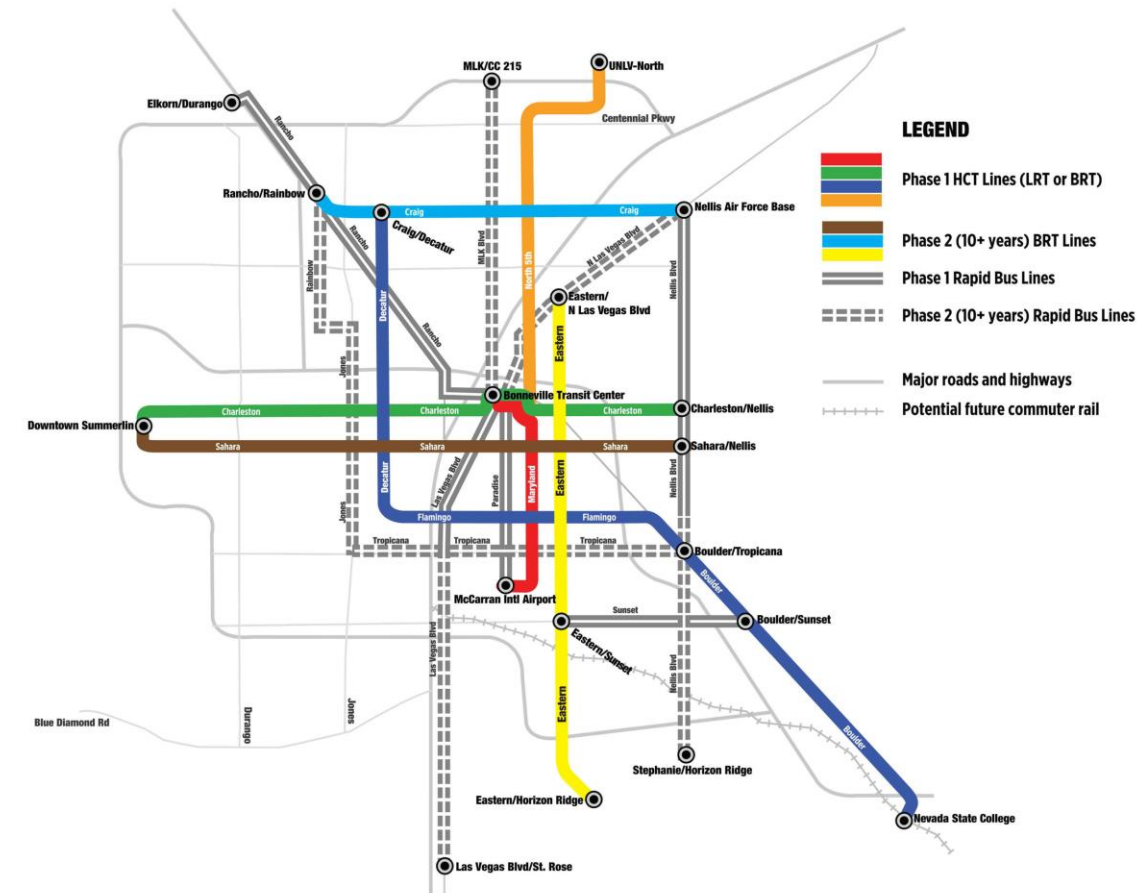 MLK/CC 215
UNLV-North
Elkorn/Durango
Rancho
Centennial Pkwy
LEGEND
Phase 1 HCT Lines (LRT or BRT)
Rancho/Rainbow
Craig
Craig
Nellis Air Force Base
Craig/Decatur
Phase 2 (10+ years) BRT Lines
Rancho
MLK Blvd
North 5th
N Las Vegas Blvd
Rainbow
Nellis Blvd
Phase 1 Rapid Bus Lines
Decatur
Eastern/
N Las Vegas Blvd
Phase 2 (10+ years) Rapid Bus Lines
Rancho
Eastern
Jones
Major roads and highways
Bonneville Transit Center
Charleston
Charleston
Charleston
Charleston/Nellis
Potential future commuter rail
Downtown Summerlin
Sahara
Sahara
Sahara
Sahara/Nellis
Decatur
Las Vegas Blvd
Paradise
Maryland
Eastern
Nellis Blvd
Jones
Flamingo
Flamingo
Tropicana
Tropicana
Tropicana
Boulder/Tropicana
Boulder
McCarran Intl Airport
Sunset
Boulder/Sunset
Eastern/Sunset
Las Vegas Blvd
Nellis Blvd
Eastern
Blue Diamond Rd
Durango
Jones
Boulder
Stephanie/Horizon Ridge
Eastern/Horizon Ridge
Nevada State College
Las Vegas Blvd/St. Rose